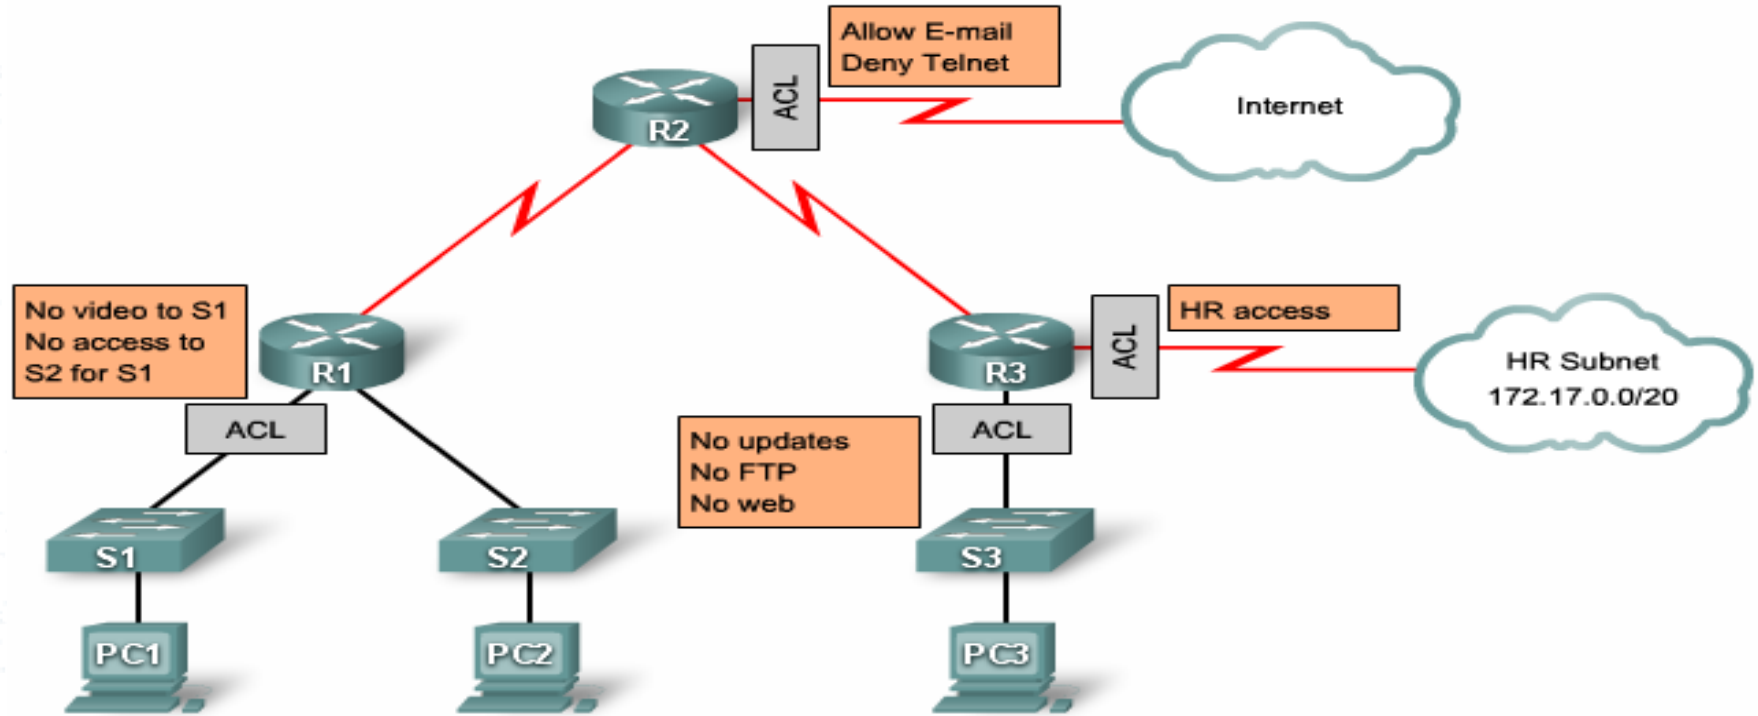 Allow E-mail
Deny Telnet
ACL
Internet
R2
No video to S1
No access to
S2 for S1
R1
ACL
HR access
ACL
R3
HR Subnet
172.17.0.0/20
No updates
No FTP
No web
ACL
S1
S2
S3
PC1
PC2
PC3